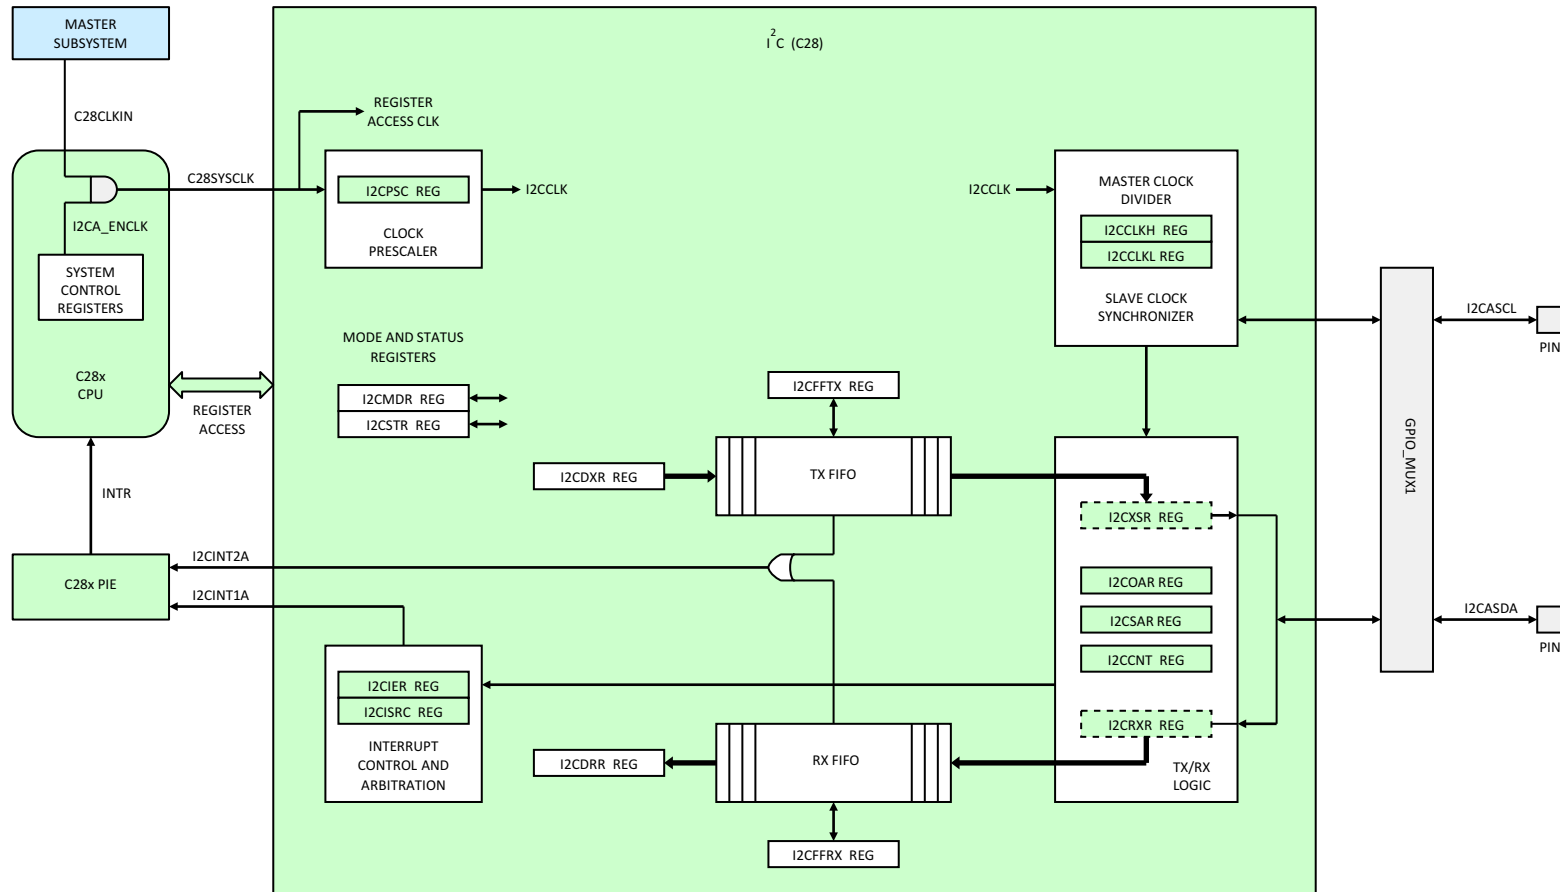 MASTER
SUBSYSTEM
C28CLKIN
I2CA_ENCLK
SYSTEM
CONTROL
REGISTERS
C28x
CPU
C28SYSCLK
REGISTER
ACCESS
INTR
C28x PIE
I2CINT2A
I2CINT1A
I2C (C28)
REGISTER
ACCESS CLK
I2CPSC REG
CLOCK
PRESCALER
I2CCLK
MODE AND STATUS
REGISTERS
I2CMDR REG
I2CSTR REG
I2CIER REG
I2CISRC REG
INTERRUPT
CONTROL AND
ARBITRATION
I2CFFTX REG
I2CDXR REG
TX FIFO
I2CDRR REG
RX FIFO
I2CFFRX REG
I2CCLK
MASTER CLOCK
DIVIDER
I2CCLKH REG
I2CCLKL REG
SLAVE CLOCK
SYNCHRONIZER
I2CXSR REG
I2COAR REG
I2CSAR REG
I2CCNT REG
I2CRXR REG
TX/RX
LOGIC
GPIO_MUX1
I2CASCL
PIN
I2CASDA
PIN